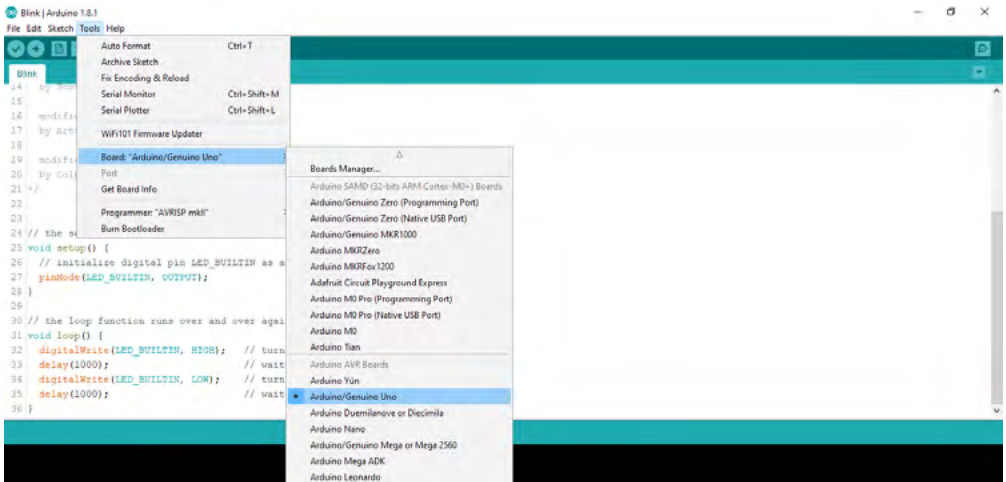 Blink | Arduino 1.8.1
File Edit Sketch Tools Help
Auto Format Ctrl+T
Archive Sketch
Fix Encoding & Reload
Serial Monitor Ctrl+Shift+M
Serial Plotter Ctrl+Shift+L
WiFi101 Firmware Updater
Board: "Arduino/Genuino Uno"
Port
Get Board Info
Programmer: "AVRISP mkII"
Burn Bootloader
Boards Manager...
Arduino SAMD (32-bits ARM Cortex-M0+) Boards
Arduino/Genuino Zero (Programming Port)
Arduino/Genuino Zero (Native USB Port)
Arduino/Genuino MKR1000
Arduino MKRZero
Arduino MKRFox1200
Adafruit Circuit Playground Express
Arduino M0 Pro (Programming Port)
Arduino M0 Pro (Native USB Port)
Arduino M0
Arduino Tian
Arduino AVR Boards
Arduino Yún
Arduino/Genuino Uno
Arduino Duemilanove or Diecimila
Arduino Nano
Arduino/Genuino Mega or Mega 2560
Arduino Mega ADK
Arduino Leonardo
Blink
14 by
15
16 modifi
17 by
18
19 modifi
20 by
21 */
22
23
24 // the
25 void setup() {
26 // initialize digital pin LED_BUILTIN as a
27 pinMode(LED_BUILTIN, OUTPUT);
28 }
29
30 // the loop function runs over and over agai
31 void loop() {
32 digitalWrite(LED_BUILTIN, HIGH); // turn
33 delay(1000); // wait
34 digitalWrite(LED_BUILTIN, LOW); // turn
35 delay(1000); // wait
36 }